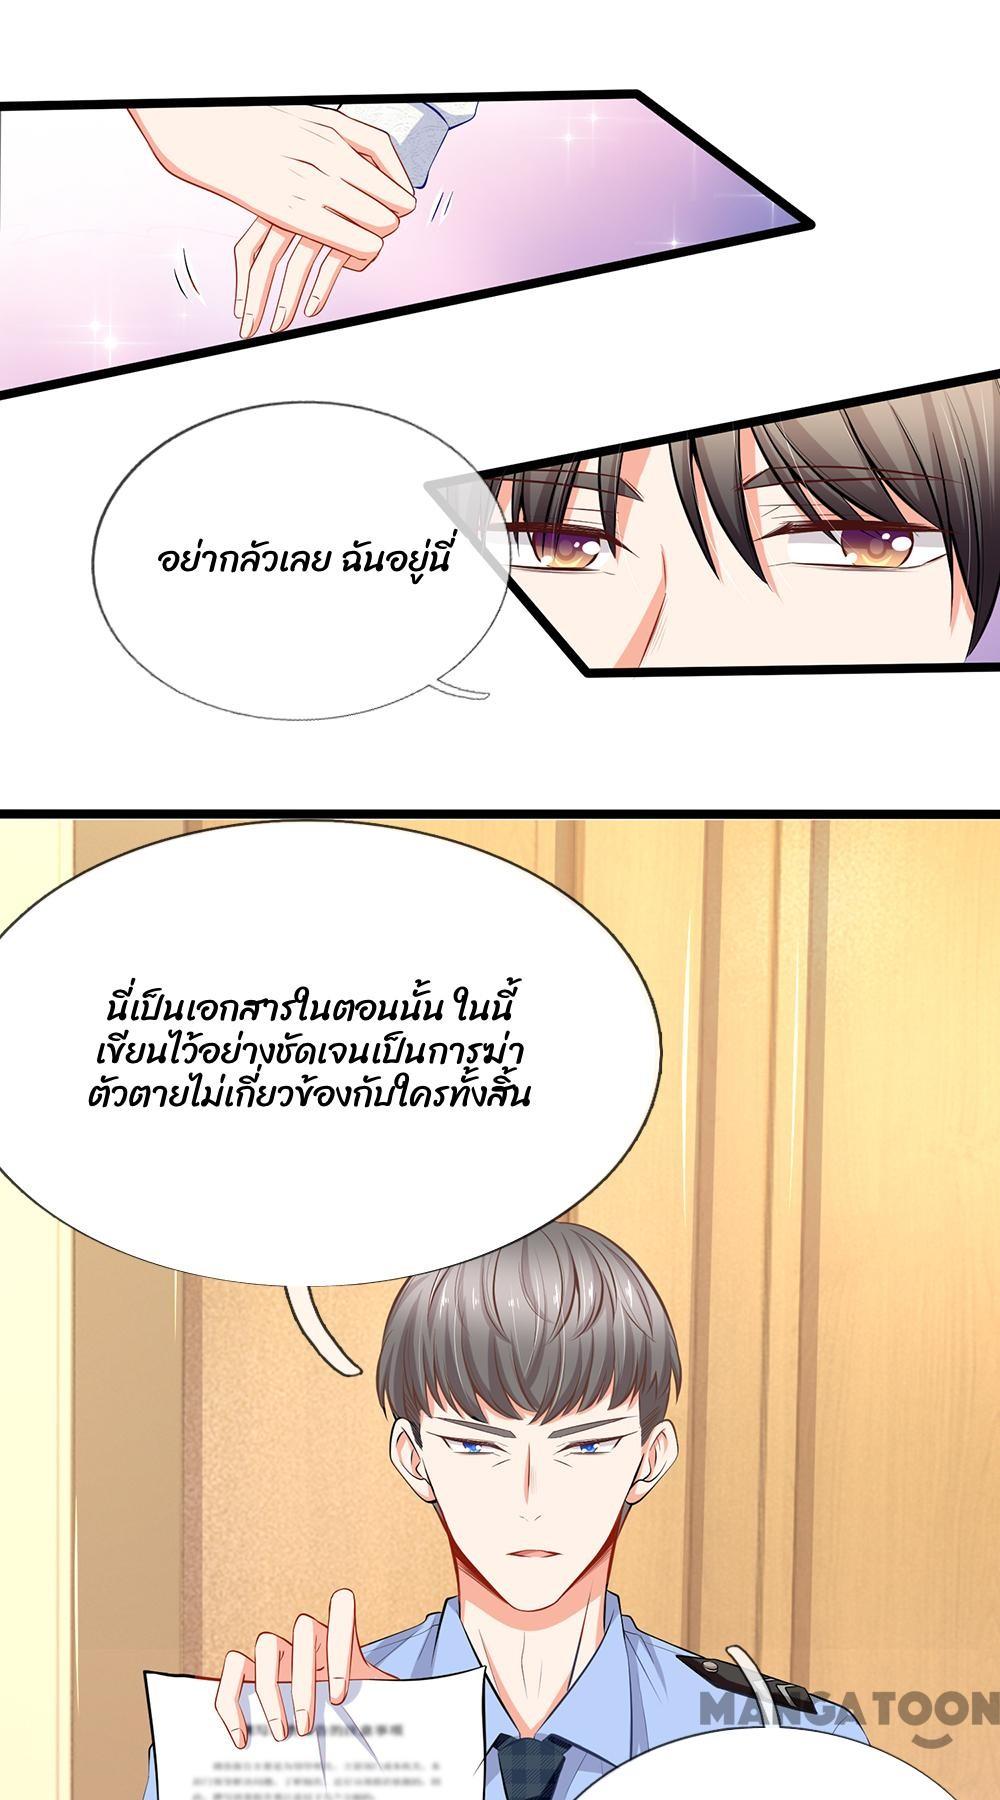 อย่ากลัวเลย ฉันอยู่นี่
นี่เป็นเอกสารในตอนนั้น ในนี้
เขียนไว้อย่างชัดเจนเป็นการฆ่า
ตัวตายไม่เกี่ยวข้องกับใครทั้งสิ้น
MANGATOON